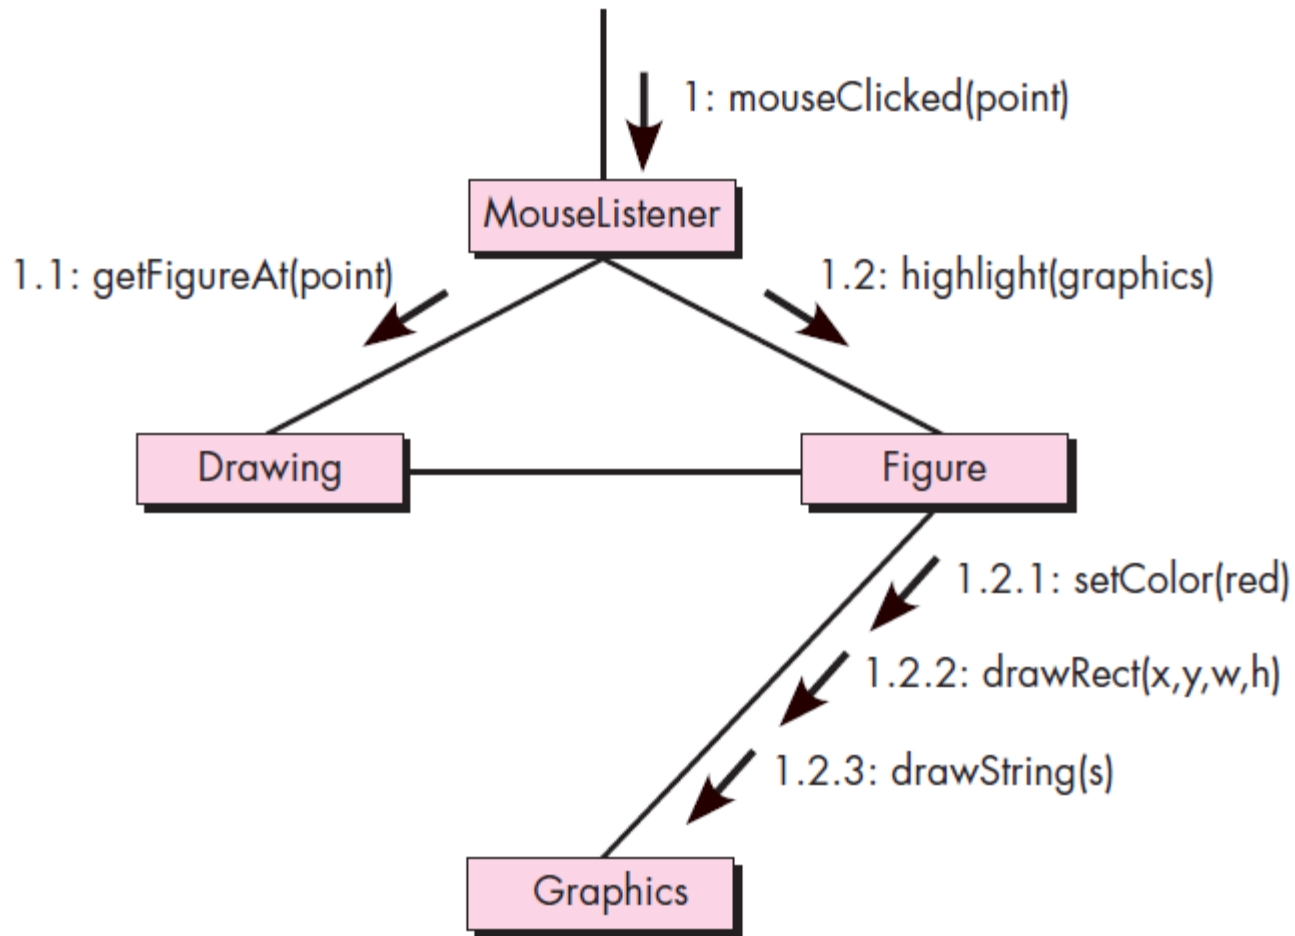 1: mouseClicked(point)
MouseListener
1.1: getFigureAt(point)
1.2: highlight(graphics)
Drawing
Figure
1.2.1: setColor(red)
1.2.2: drawRect(x,y,w,h)
1.2.3: drawString(s)
Graphics